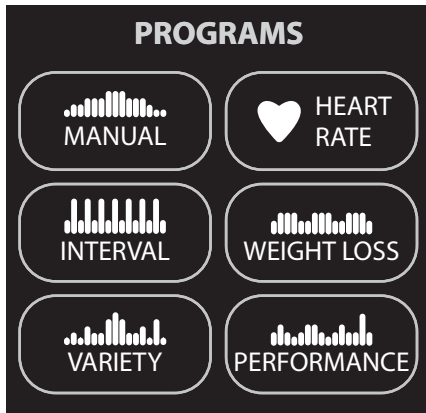 PROGRAMS
MANUAL
HEART
RATE
INTERVAL
WEIGHT LOSS
VARIETY
PERFORMANCE